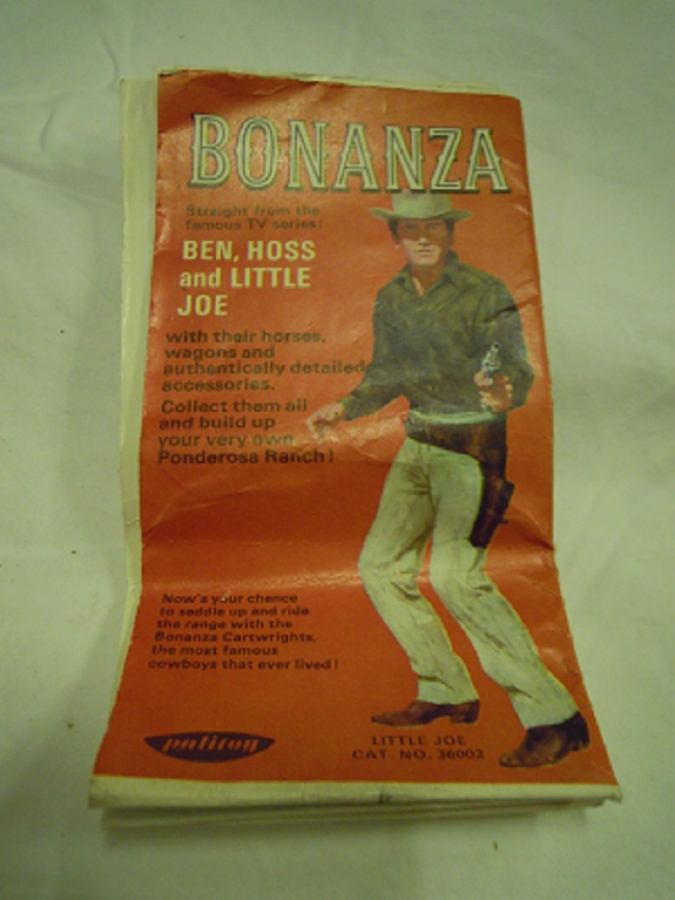 BONANZA
Straight from the
famous TV series:
BEN, HOSS
and LITTLE
JOE
with their horses,
wagons and
authentically detailed
accessories.
Collect them all
and build up
your very own
Ponderosa Ranch!
Now's your chance
to saddle up and ride
the range with the
Bonanza Cartwrights,
the most famous
cowboys that ever lived!
palitoy
LITTLE JOE
CAT. NO. 36002